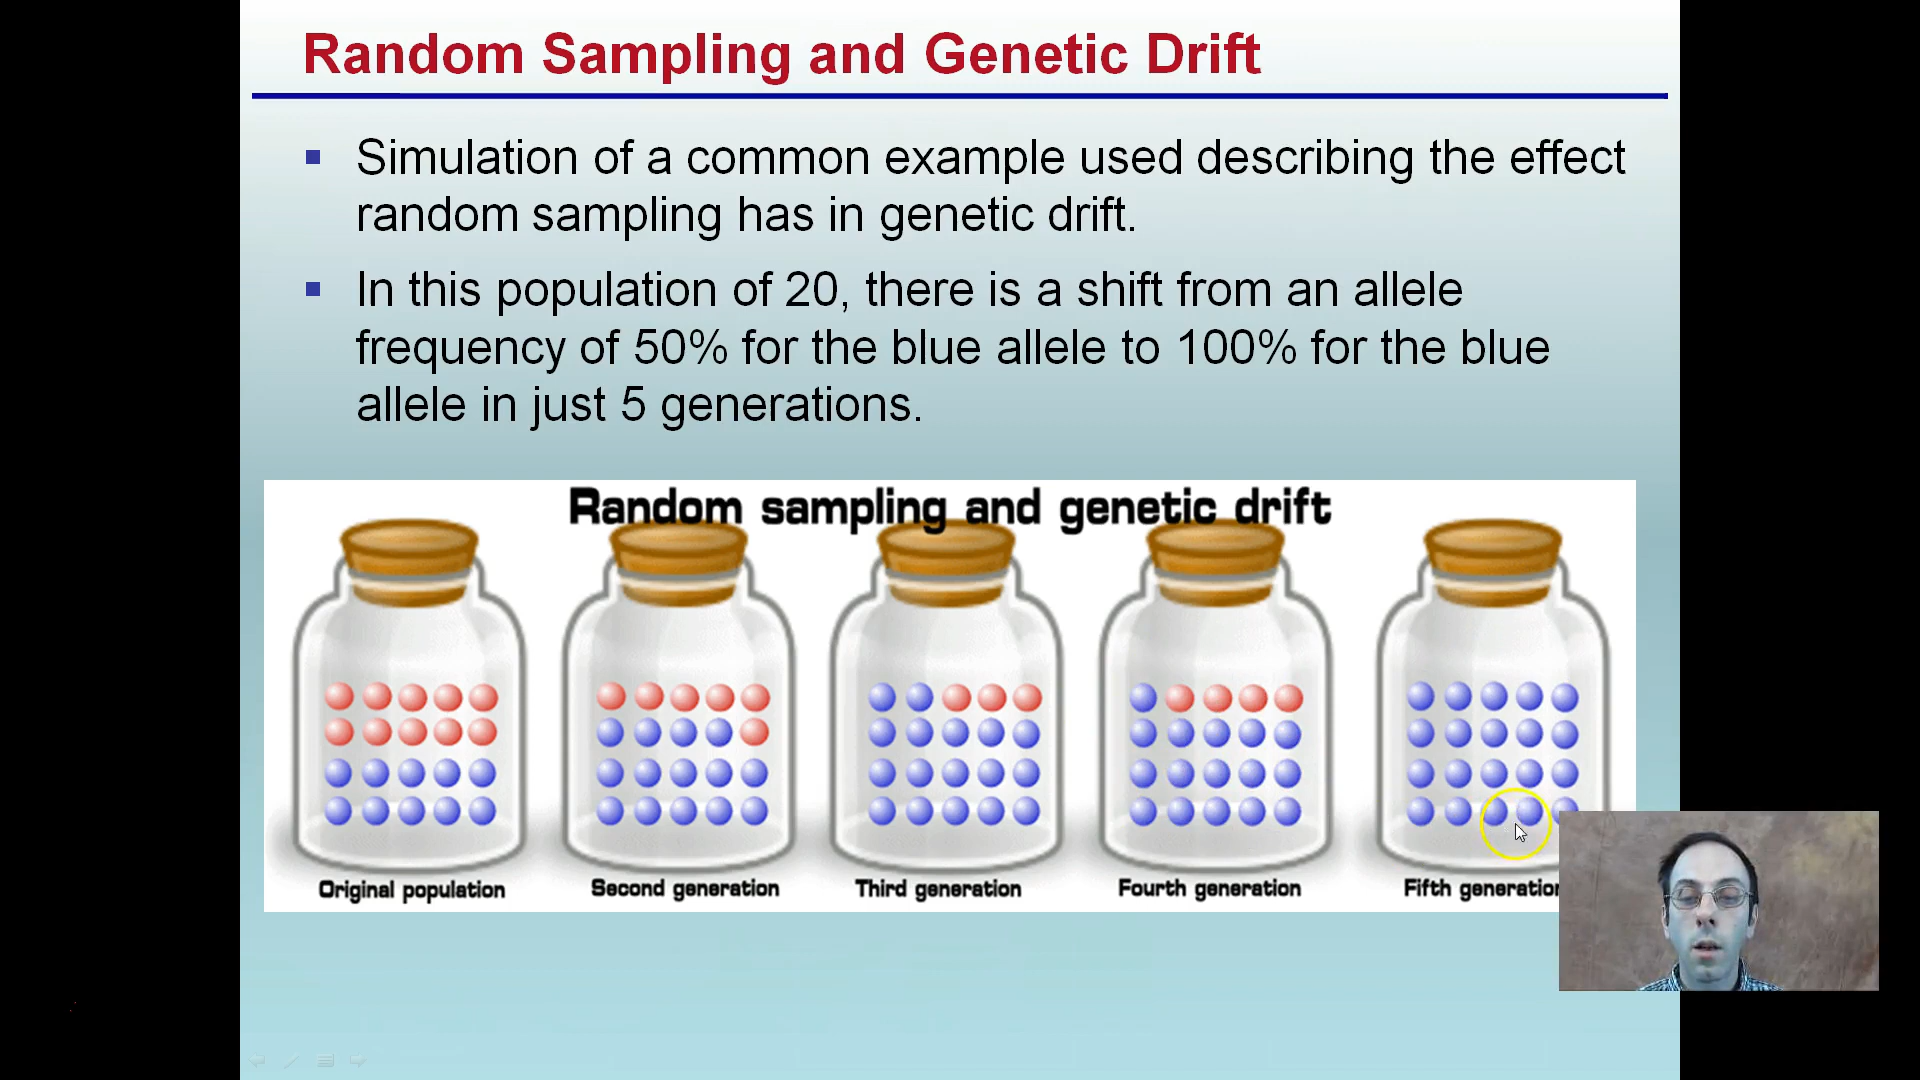 Random Sampling and Genetic Drift
Simulation of a common example used describing the effect
random sampling has in genetic drift.
In this population of 20, there is a shift from an allele
frequency of 50% for the blue allele to 100% for the blue
allele in just 5 generations.
Random sampling and genetic drift
Original population
Second generation
Third generation
Fourth generation
Fifth generation